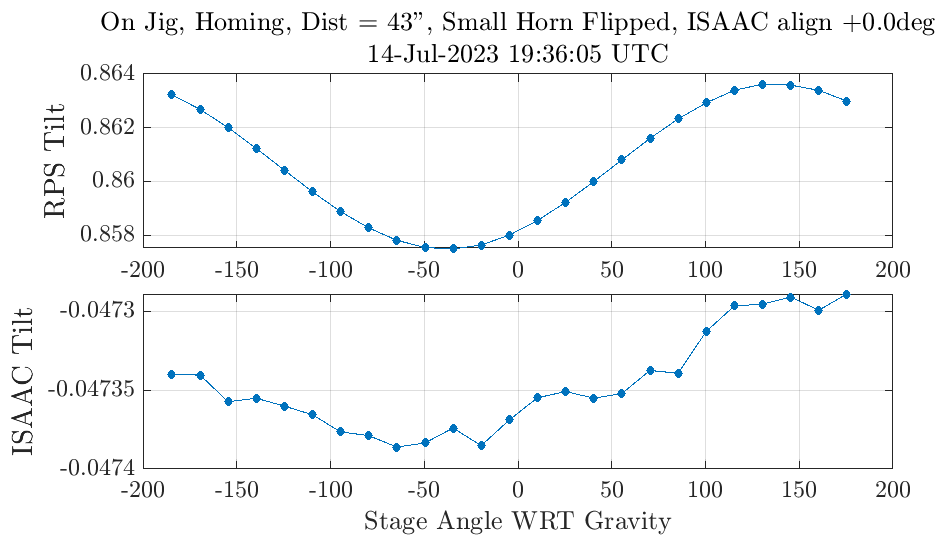 On Jig, Homing, Dist = 43", Small Horn Flipped, ISAAC align +0.0deg
14-Jul-2023 19:36:05 UTC
0.864
0.862
0.86
0.858
RPS Tilt
-200 -150 -100 -50 0 50 100 150 200
-0.0473
-0.04735
-0.0474
ISAAC Tilt
-200 -150 -100 -50 0 50 100 150 200
Stage Angle WRT Gravity